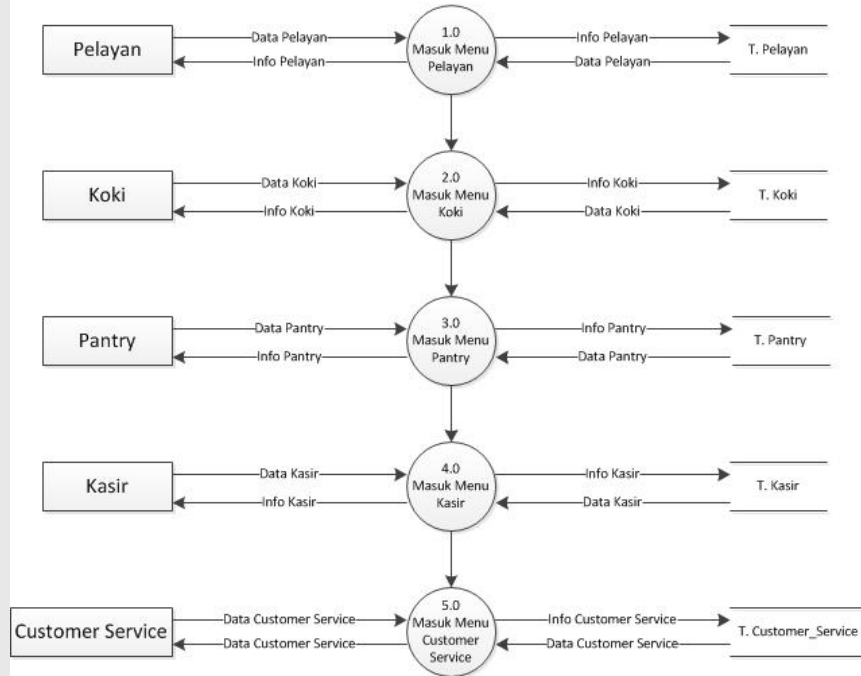 Pelayan
Data Pelayan
Info Pelayan
1.0
Masuk Menu
Pelayan
Info Pelayan
Data Pelayan
T. Pelayan
Koki
Data Koki
Info Koki
2.0
Masuk Menu
Koki
Info Koki
Data Koki
T. Koki
Pantry
Data Pantry
Info Pantry
3.0
Masuk Menu
Pantry
Info Pantry
Data Pantry
T. Pantry
Kasir
Data Kasir
Info Kasir
4.0
Masuk Menu
Kasir
Info Kasir
Data Kasir
T. Kasir
Customer Service
Data Customer Service
Data Customer Service
5.0
Masuk Menu
Customer
Service
Info Customer Service
Data Customer Service
T. Customer_Service